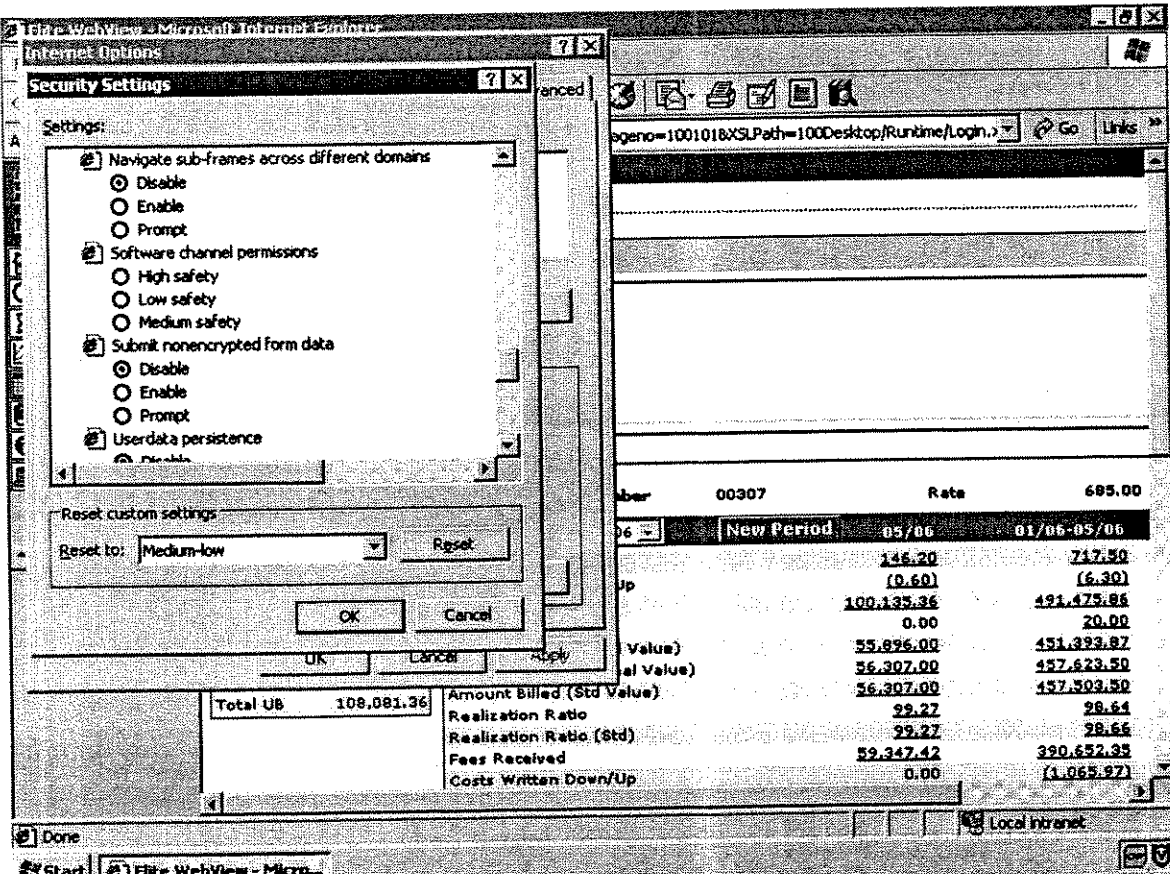 Elite WebView - Microsoft Internet Explorer
Internet Options
Security Settings
anced
Settings:
ageno=100101&XSLPath=100Desktop/Runtime/Login.x
Go
Links »
Navigate sub-frames across different domains
Disable
Enable
Prompt
Software channel permissions
High safety
Low safety
Medium safety
Submit nonencrypted form data
Disable
Enable
Prompt
Userdata persistence
Disable
Reset custom settings
Reset to: Medium-low
Reset
OK
Cancel
OK
Cancel
Apply
mber 00307 Rate 685.00
06 New Period 05/06 01/06-05/06
146.20 717.50
Up (0.60) (6.30)
100,135.36 491,475.86
0.00 20.00
Value) 55,896.00 451,393.87
al Value) 56,307.00 457,623.50
Total UB 108,081.36
Amount Billed (Std Value) 56,307.00 457,503.50
Realization Ratio 99.27 98.64
Realization Ratio (Std) 99.27 98.66
Fees Received 59,347.42 390,652.35
Costs Written Down/Up 0.00 (1,065.97)
Done
Local intranet
Start
Elite WebView - Micro...